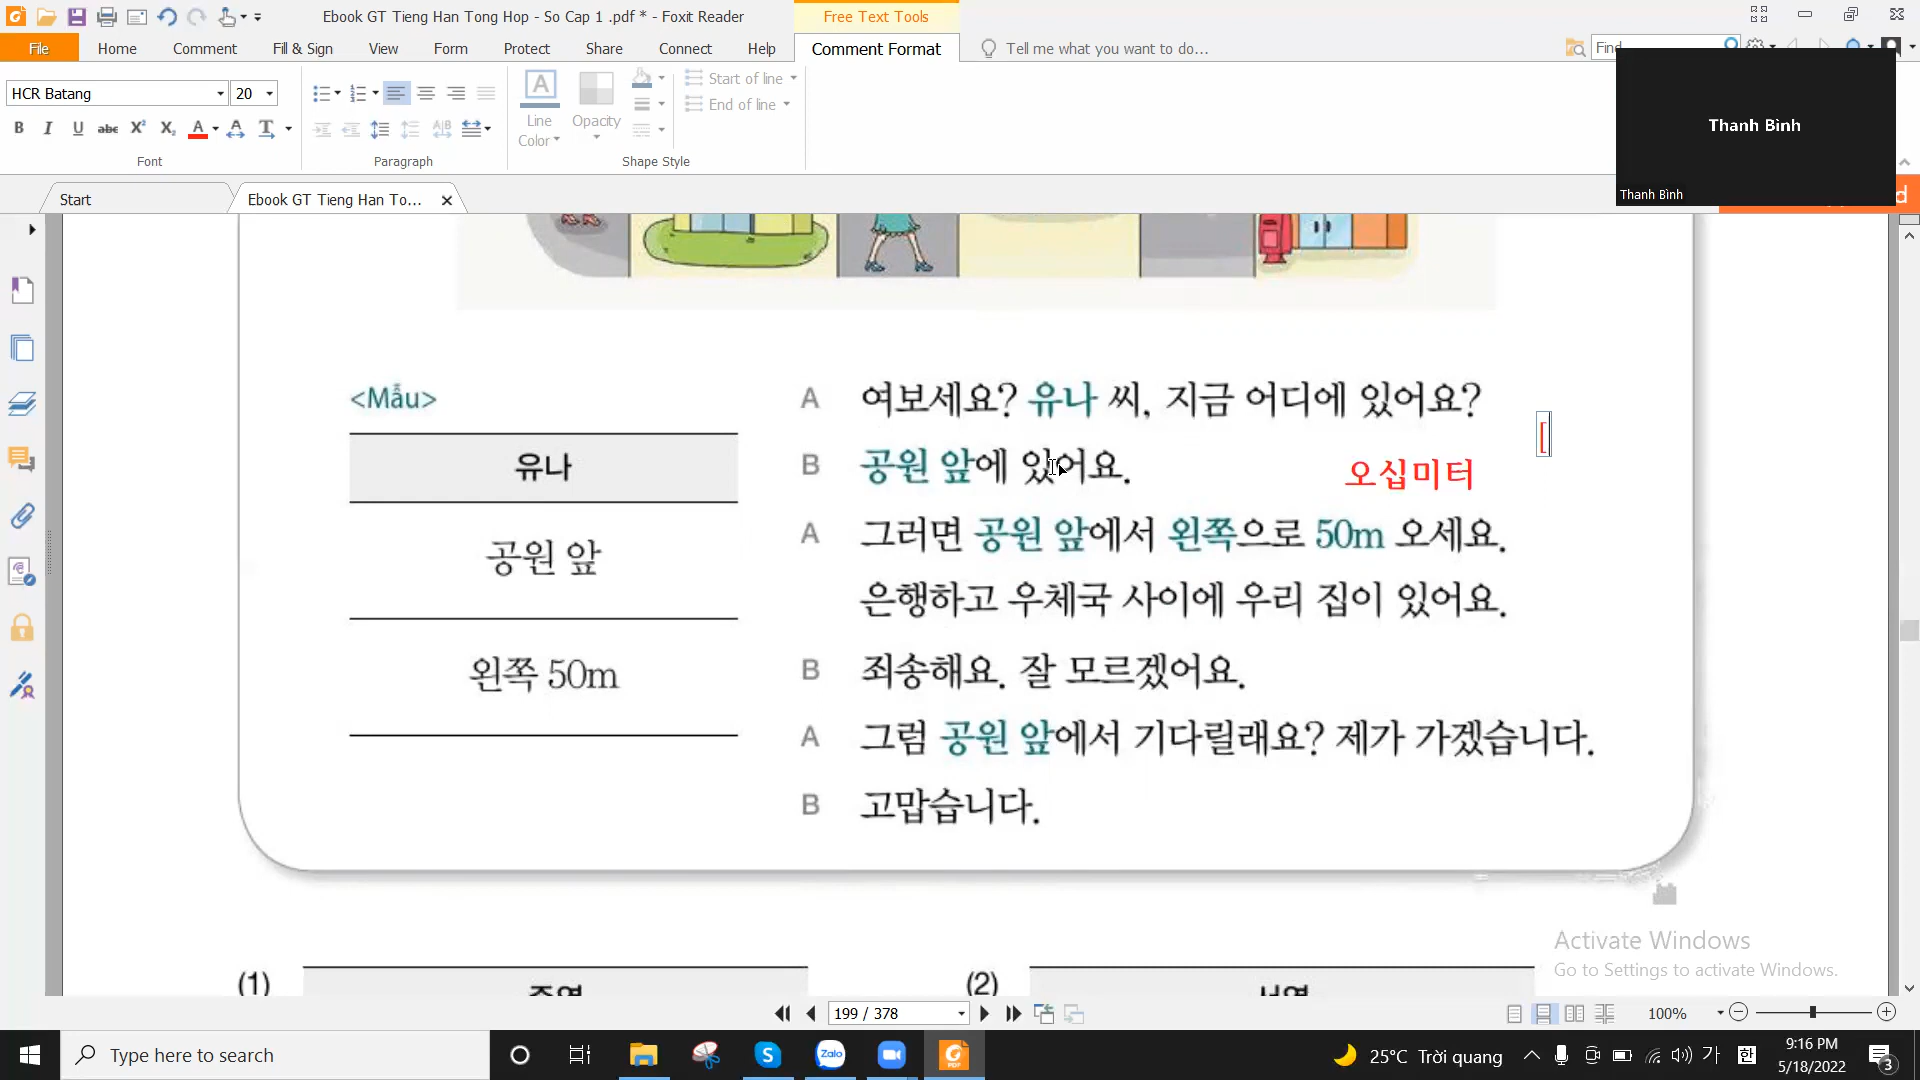 Ebook GT Tieng Han Tong Hop - So Cap 1 .pdf * - Foxit Reader
Free Text Tools
File
Home
Comment
Fill & Sign
View
Form
Protect
Share
Connect
Help
Comment Format
Tell me what you want to do...
Find
HCR Batang
20
Line Color
Opacity
Start of line
End of line
Font
Paragraph
Shape Style
Thanh Bình
Thanh Bình
Start
Ebook GT Tieng Han To...
<Mẫu>
유나
공원 앞
왼쪽 50m
A 여보세요? 유나 씨, 지금 어디에 있어요?
[
B 공원 앞에 있어요.
오십미터
A 그러면 공원 앞에서 왼쪽으로 50m 오세요.
은행하고 우체국 사이에 우리 집이 있어요.
B 죄송해요. 잘 모르겠어요.
A 그럼 공원 앞에서 기다릴래요? 제가 가겠습니다.
B 고맙습니다.
Activate Windows
Go to Settings to activate Windows.
(1)
(2)
199 / 378
100%
Type here to search
Zalo
25°C Trời quang
가
한
9:16 PM
5/18/2022
3